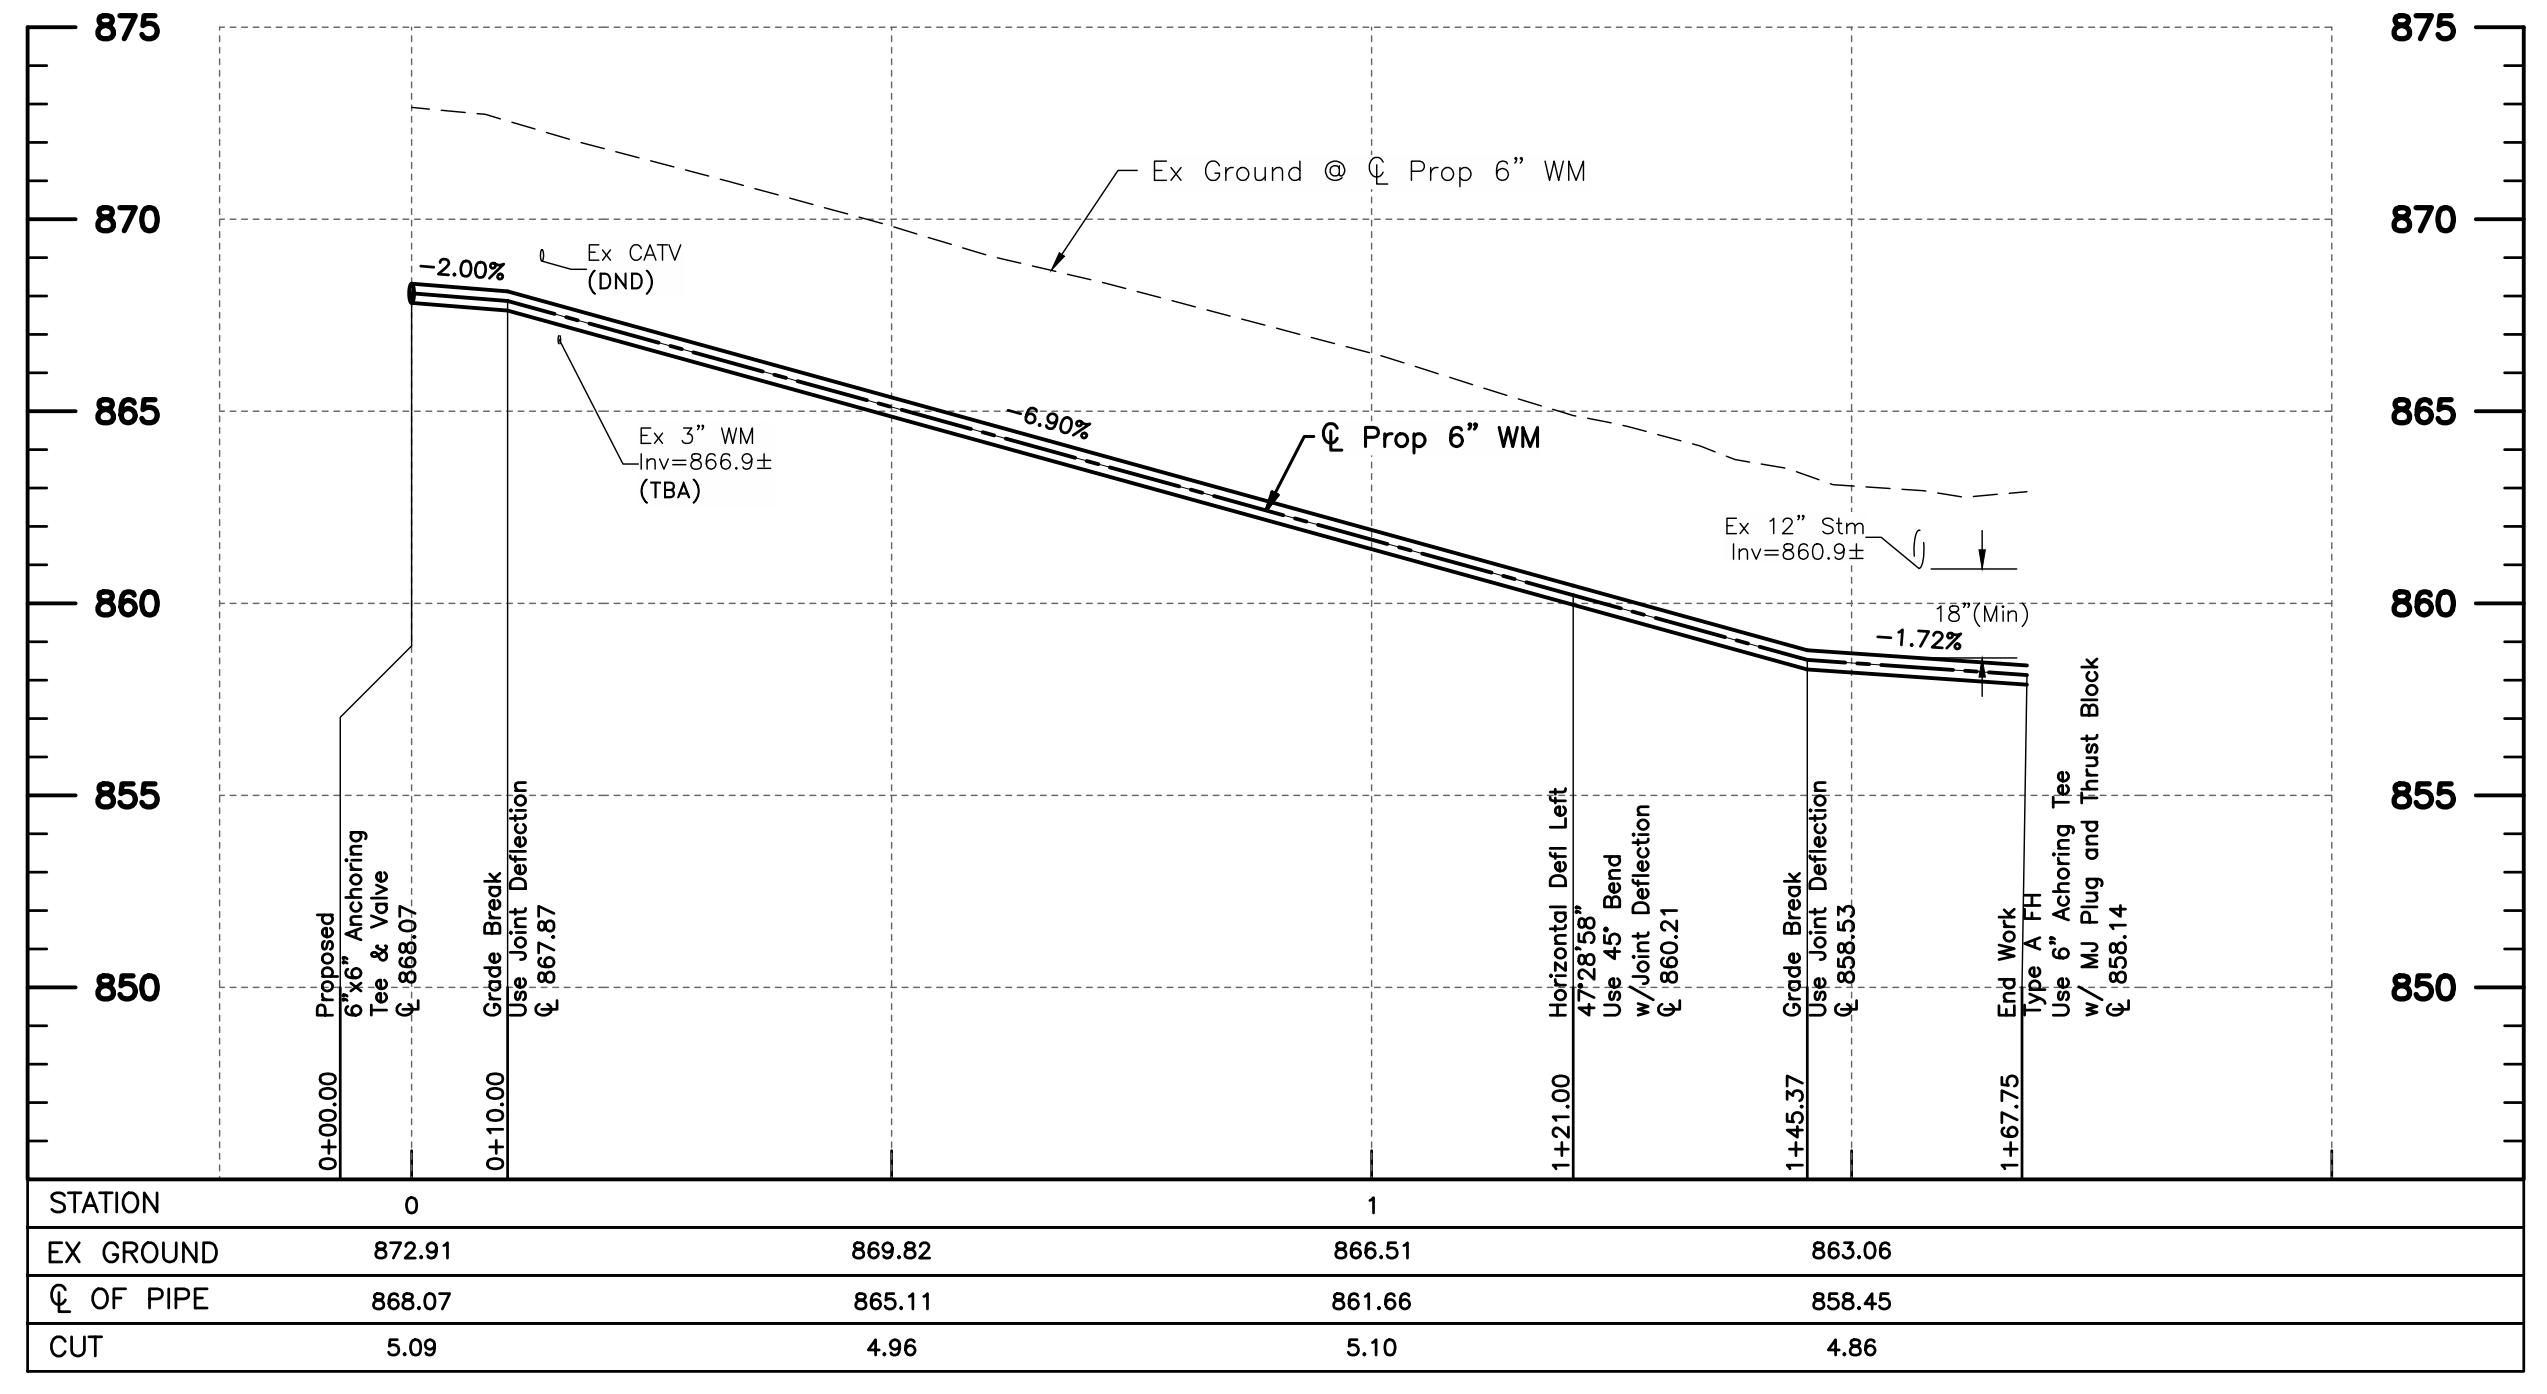 875
870
865
860
855
850
875
870
865
860
855
850
Ex Ground @ ℄ Prop 6" WM
-2.00%
Ex CATV
(DND)
Ex 3" WM
Inv=866.9±
(TBA)
-6.90%
℄ Prop 6" WM
Ex 12" Stm
Inv=860.9±
18"(Min)
-1.72%
Proposed
6"x6" Anchoring
Tee & Valve
℄ 868.07
0+00.00
Grade Break
Use Joint Deflection
℄ 867.87
0+10.00
Horizontal Defl Left
47°28'58"
Use 45° Bend
w/Joint Deflection
℄ 860.21
1+21.00
Grade Break
Use Joint Deflection
℄ 858.53
1+45.37
End Work
Type A FH
Use 6" Achoring Tee
w/ MJ Plug and Thrust Block
℄ 858.14
1+67.75
STATION 0 1
EX GROUND 872.91 869.82 866.51 863.06
℄ OF PIPE 868.07 865.11 861.66 858.45
CUT 5.09 4.96 5.10 4.86